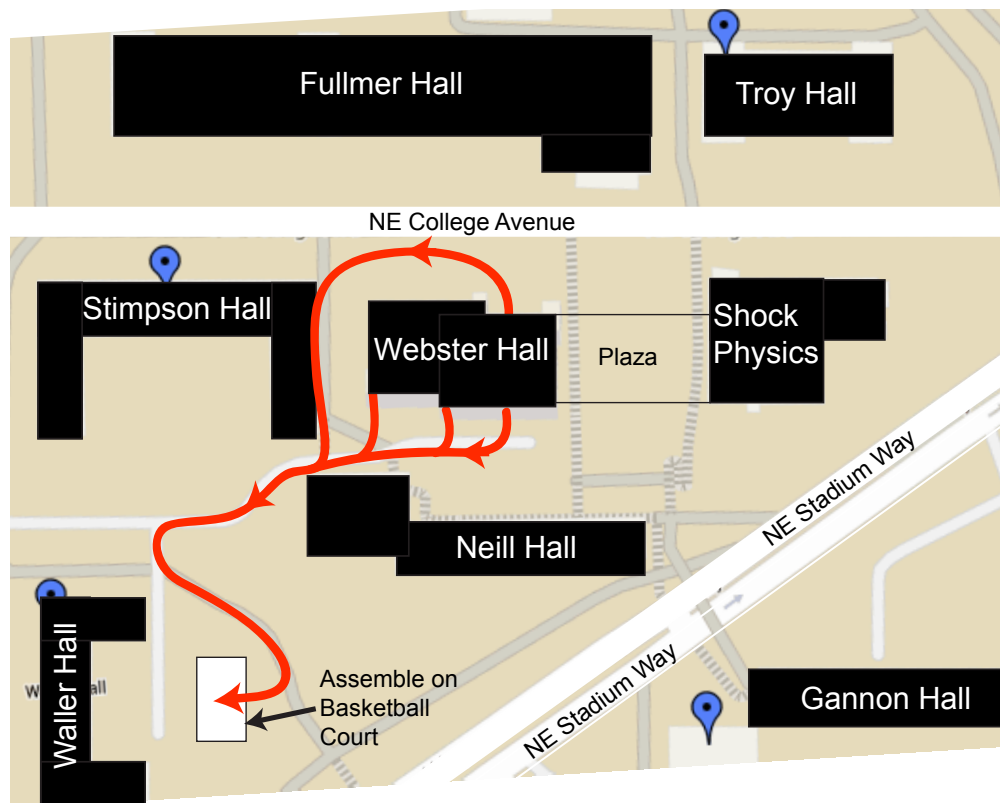 Fullmer Hall
Troy Hall
NE College Avenue
Stimpson Hall
Webster Hall
Plaza
Shock
Physics
NE Stadium Way
Neill Hall
Waller Hall
Assemble on
Basketball
Court
NE Stadium Way
Gannon Hall